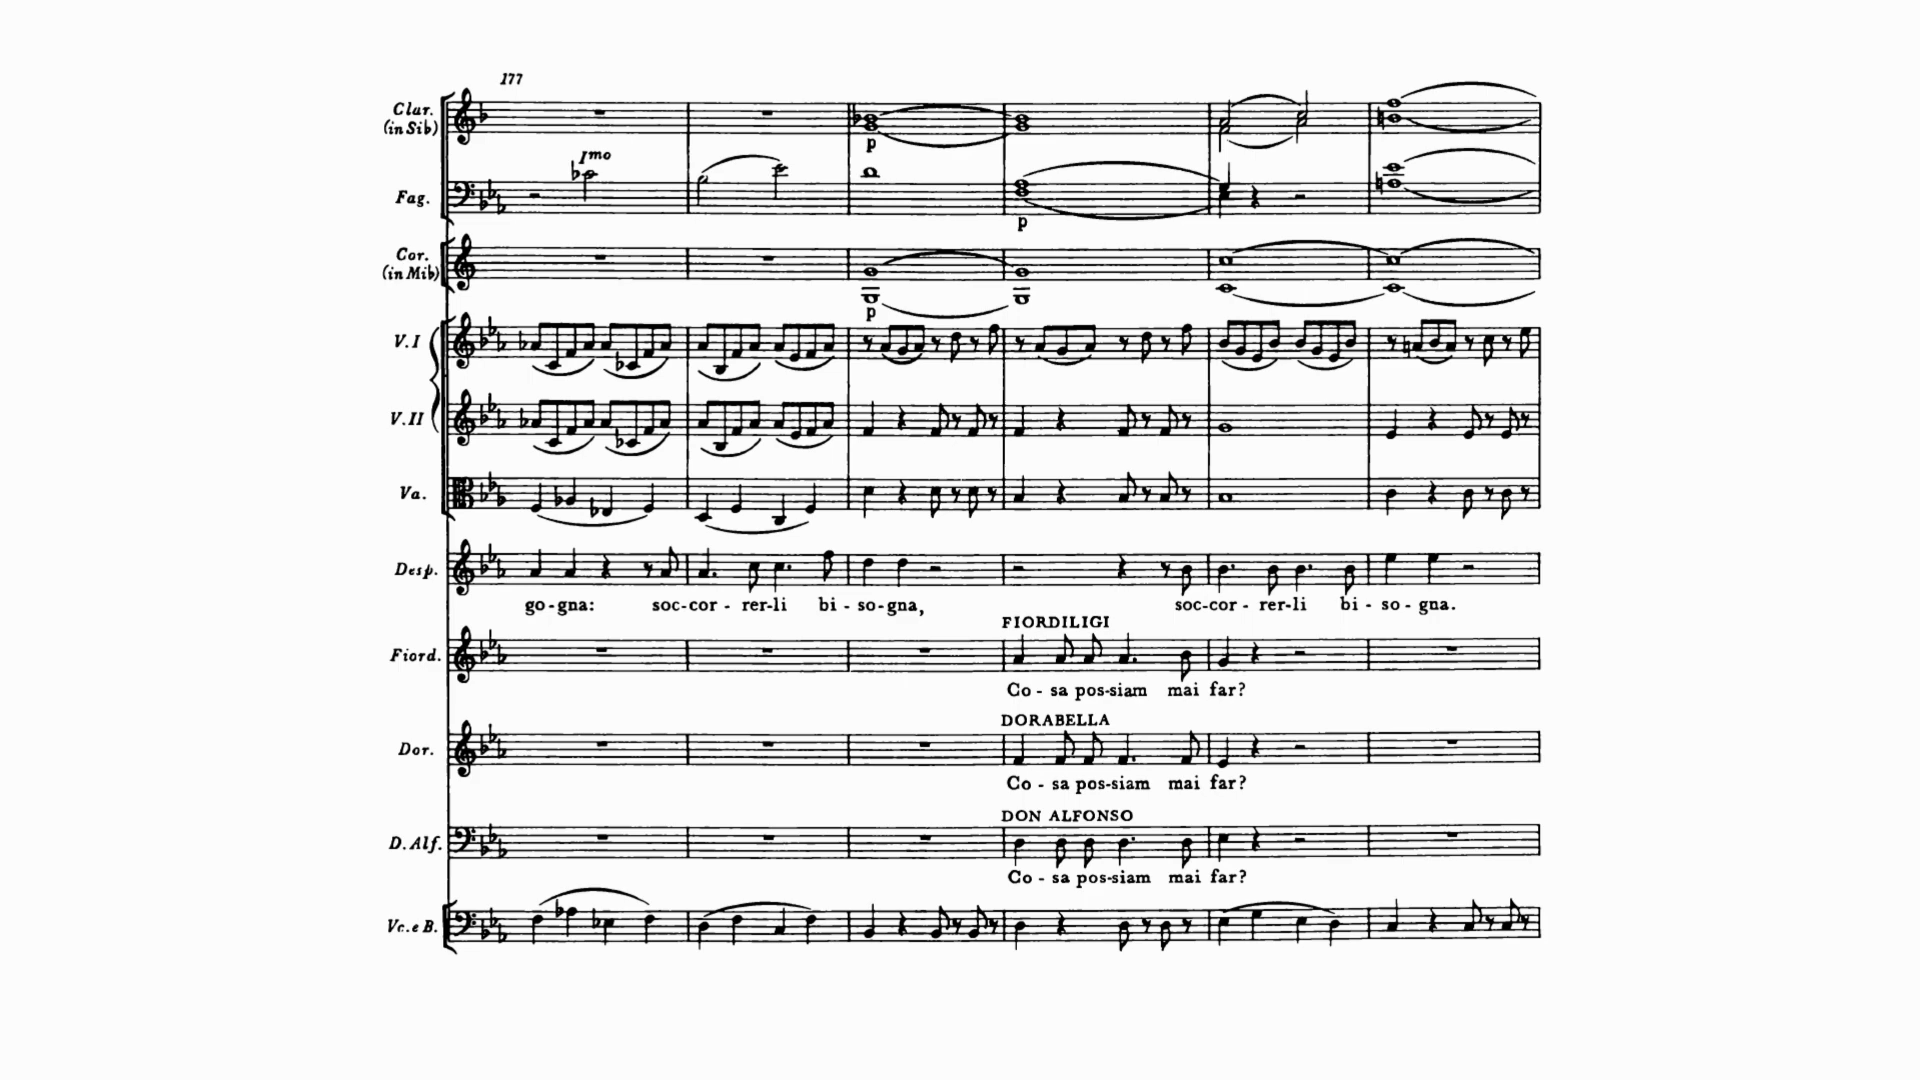 177
Clar.
(in Sib)
Imo
p
Fag.
p
Cor.
(in Mib)
p
V. I
V. II
Va.
Desp.
go-gna: soc-cor - rer-li bi - so-gna, soc-cor - rer-li bi - so - gna.
FIORDILIGI
Fiord.
Co - sa pos-siam mai far?
DORABELLA
Dor.
Co - sa pos-siam mai far?
DON ALFONSO
D. Alf.
Co - sa pos-siam mai far?
Vc. e B.